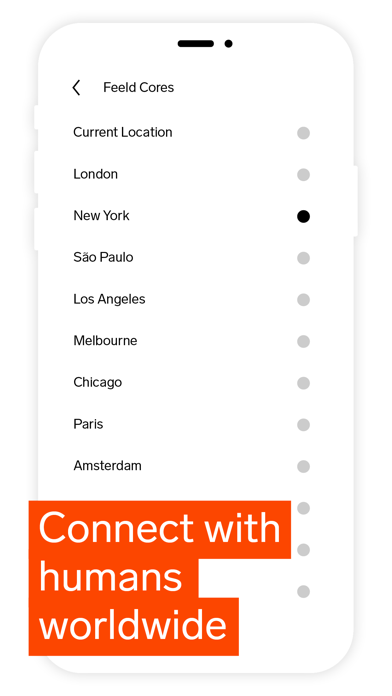 Feeld Cores
Current Location
London
New York
São Paulo
Los Angeles
Melbourne
Chicago
Paris
Amsterdam
Connect with
humans
worldwide